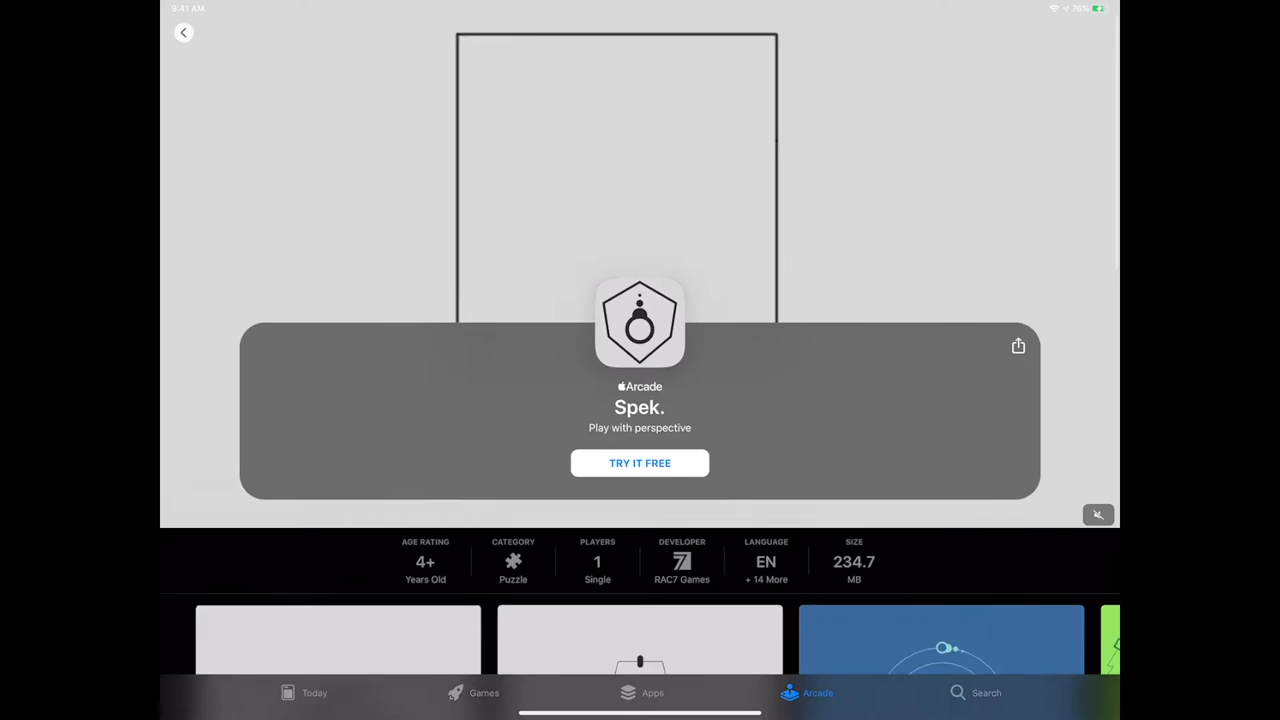 9:41 AM
76%
Arcade
Spek.
Play with perspective
TRY IT FREE
AGE RATING
4+
Years Old
CATEGORY
Puzzle
PLAYERS
1
Single
DEVELOPER
RAC7 Games
LANGUAGE
EN
+ 14 More
SIZE
234.7
MB
Today
Games
Apps
Arcade
Search